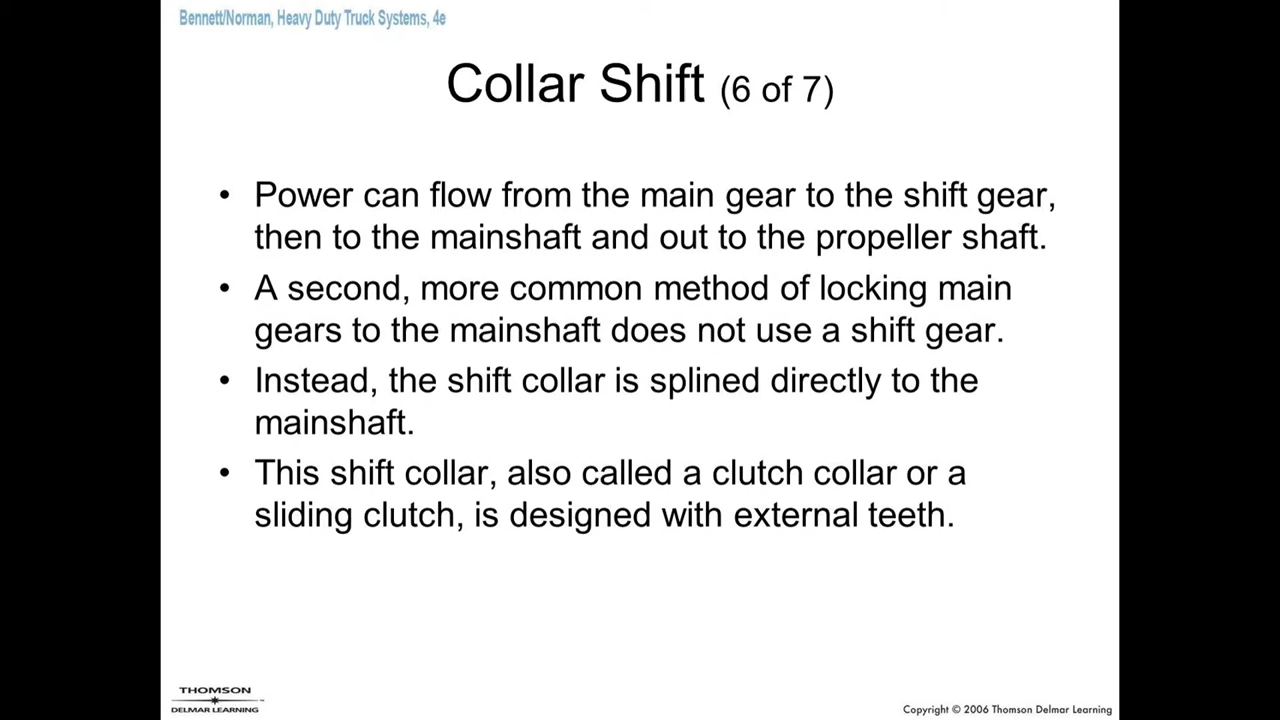 Bennett/Norman, Heavy Duty Truck Systems, 4e
Collar Shift (6 of 7)
• Power can flow from the main gear to the shift gear,
then to the mainshaft and out to the propeller shaft.
• A second, more common method of locking main
gears to the mainshaft does not use a shift gear.
• Instead, the shift collar is splined directly to the
mainshaft.
• This shift collar, also called a clutch collar or a
sliding clutch, is designed with external teeth.
THOMSON
DELMAR LEARNING
Copyright © 2006 Thomson Delmar Learning